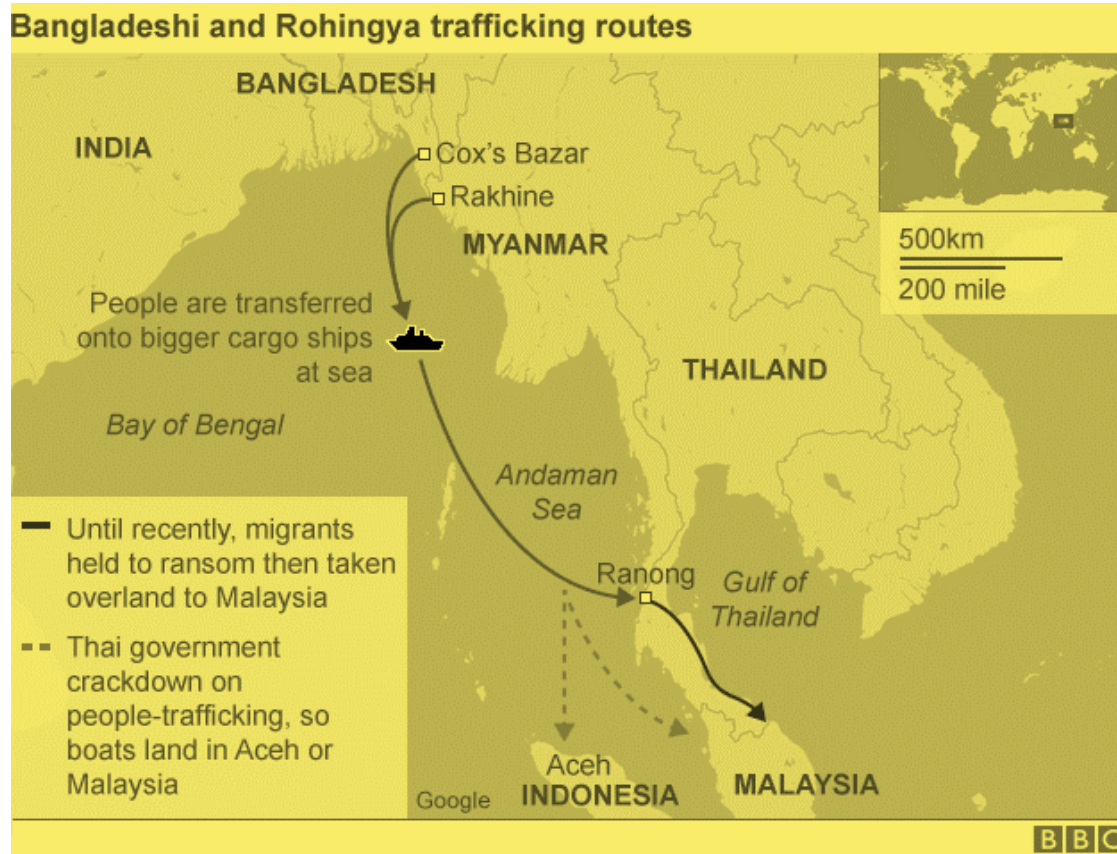 Bangladeshi and Rohingya trafficking routes
BANGLADESH
INDIA
Cox's Bazar
Rakhine
MYANMAR
500km
200 mile
People are transferred
onto bigger cargo ships
at sea
THAILAND
Bay of Bengal
Andaman
Sea
Until recently, migrants
held to ransom then taken
overland to Malaysia
Ranong
Gulf of
Thailand
Thai government
crackdown on
people-trafficking, so
boats land in Aceh or
Malaysia
Aceh
INDONESIA
MALAYSIA
Google
BBC